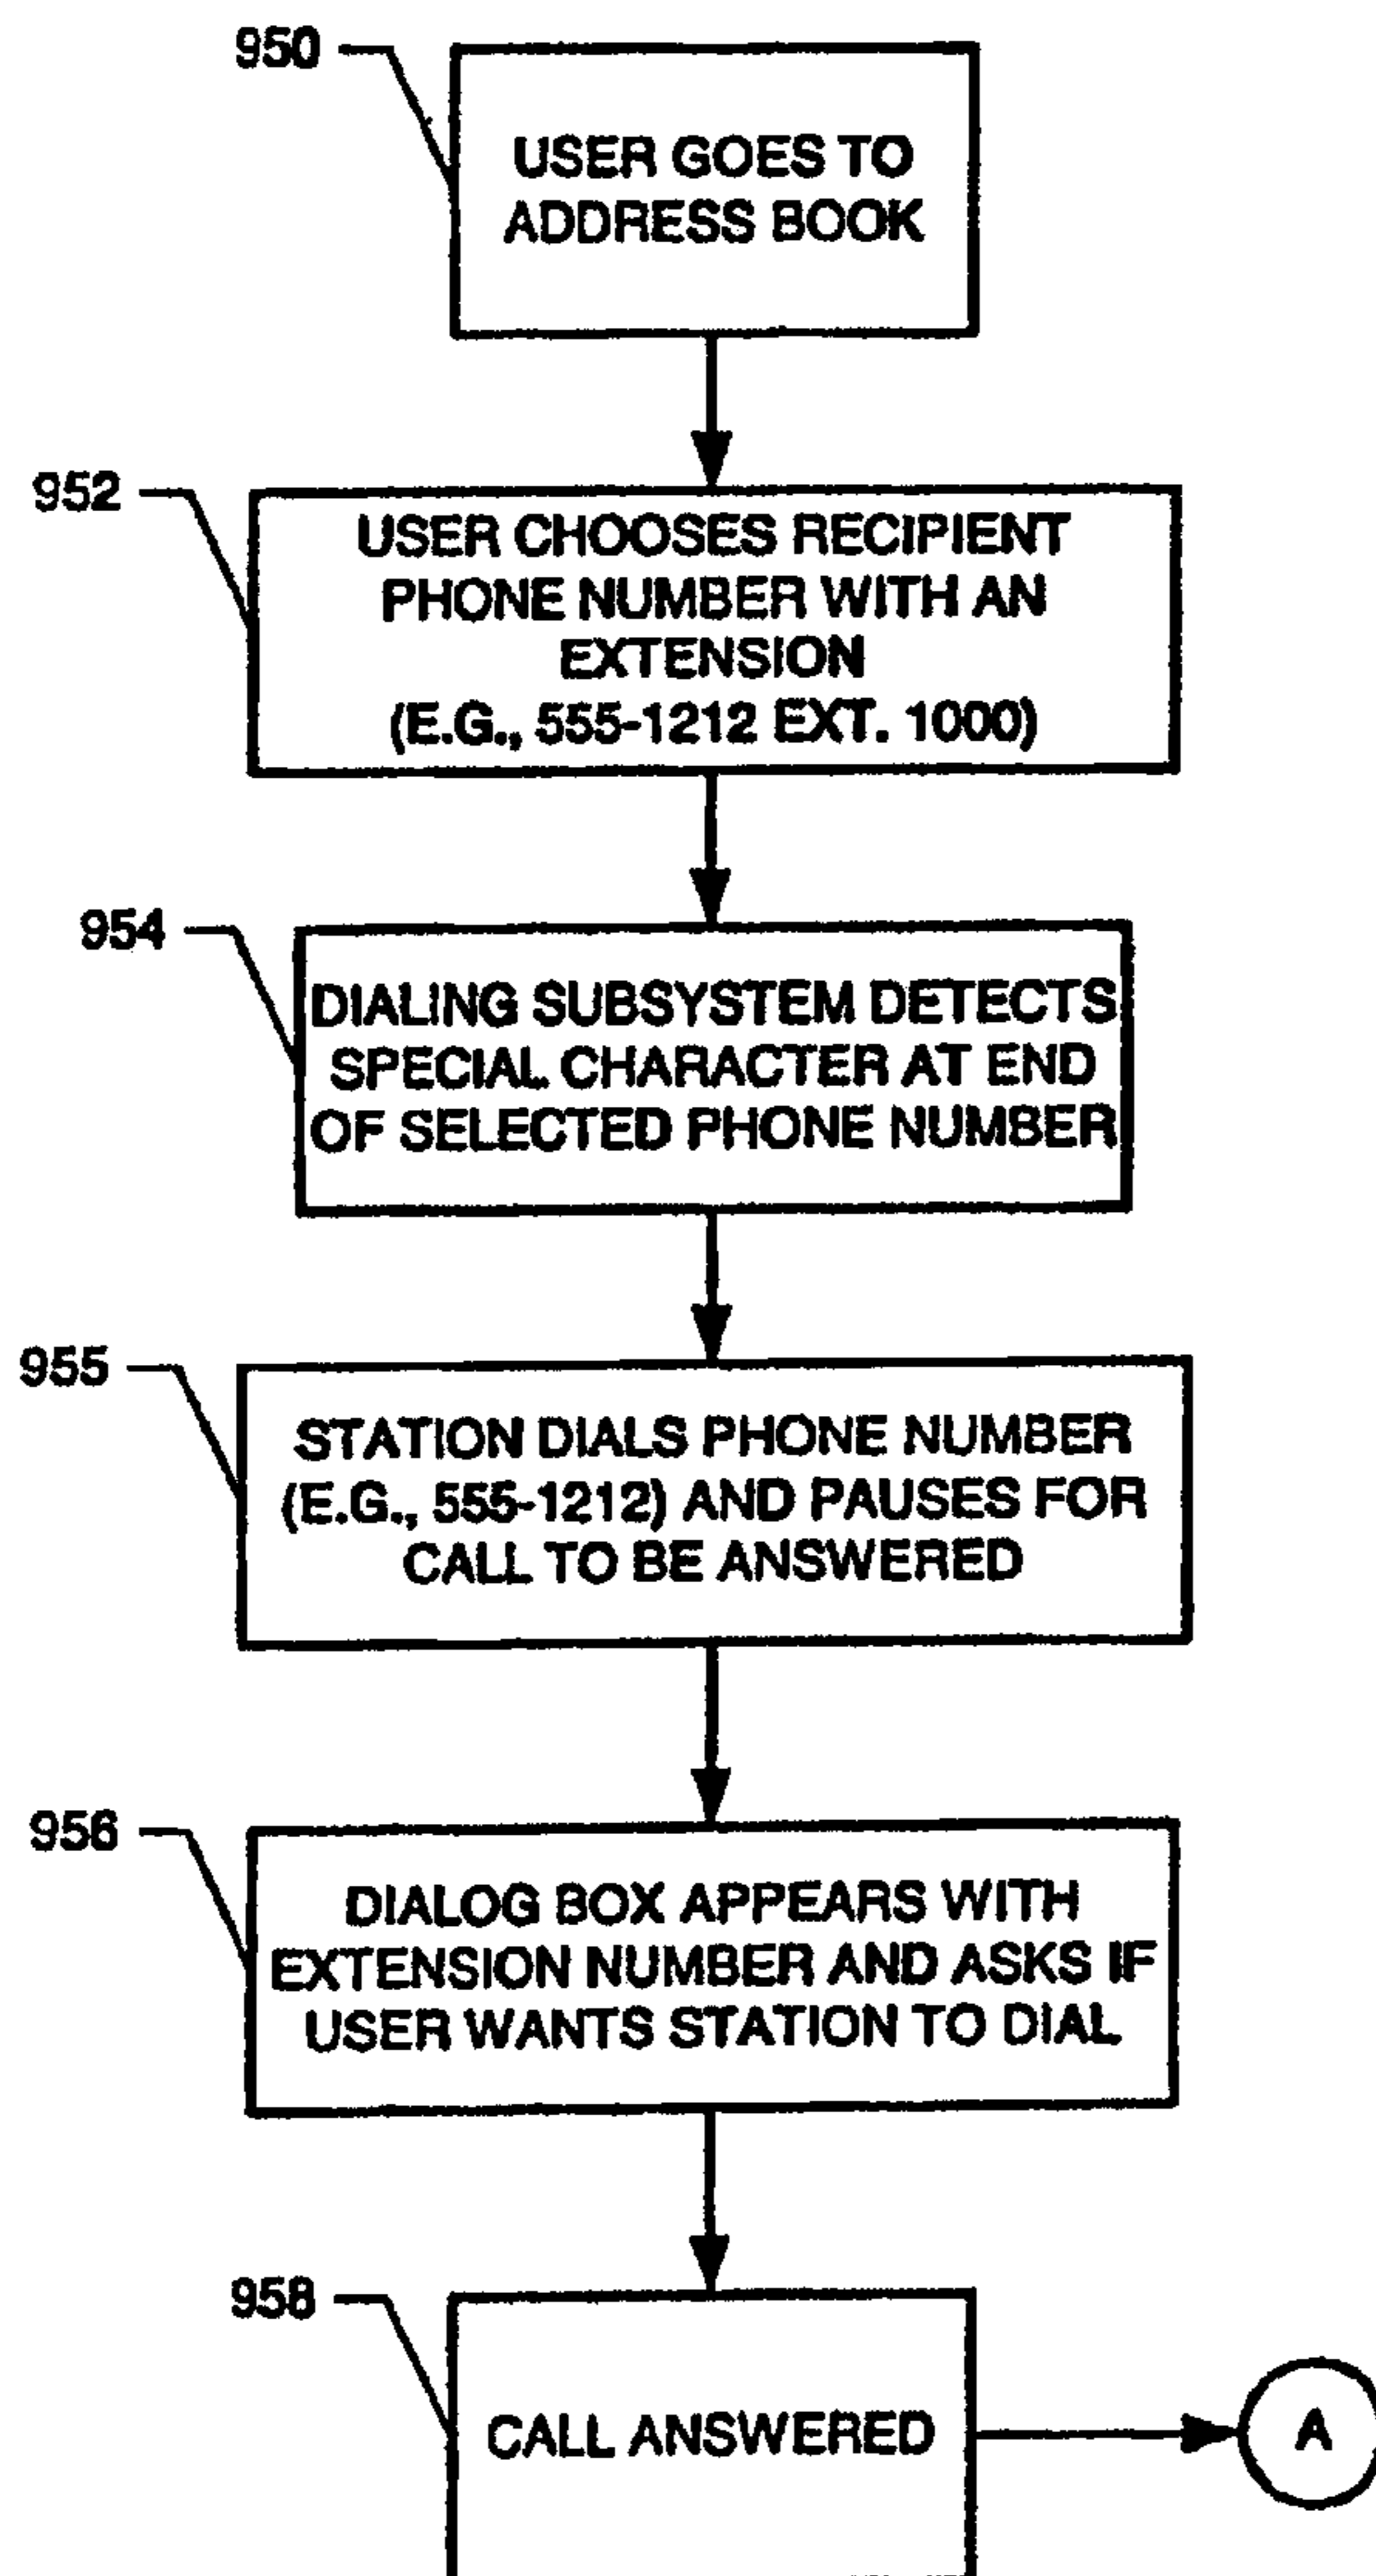 950
USER GOES TO
ADDRESS BOOK
952
USER CHOOSES RECIPIENT
PHONE NUMBER WITH AN
EXTENSION
(E.G., 555-1212 EXT. 1000)
954
DIALING SUBSYSTEM DETECTS
SPECIAL CHARACTER AT END
OF SELECTED PHONE NUMBER
955
STATION DIALS PHONE NUMBER
(E.G., 555-1212) AND PAUSES FOR
CALL TO BE ANSWERED
956
DIALOG BOX APPEARS WITH
EXTENSION NUMBER AND ASKS IF
USER WANTS STATION TO DIAL
958
CALL ANSWERED
A